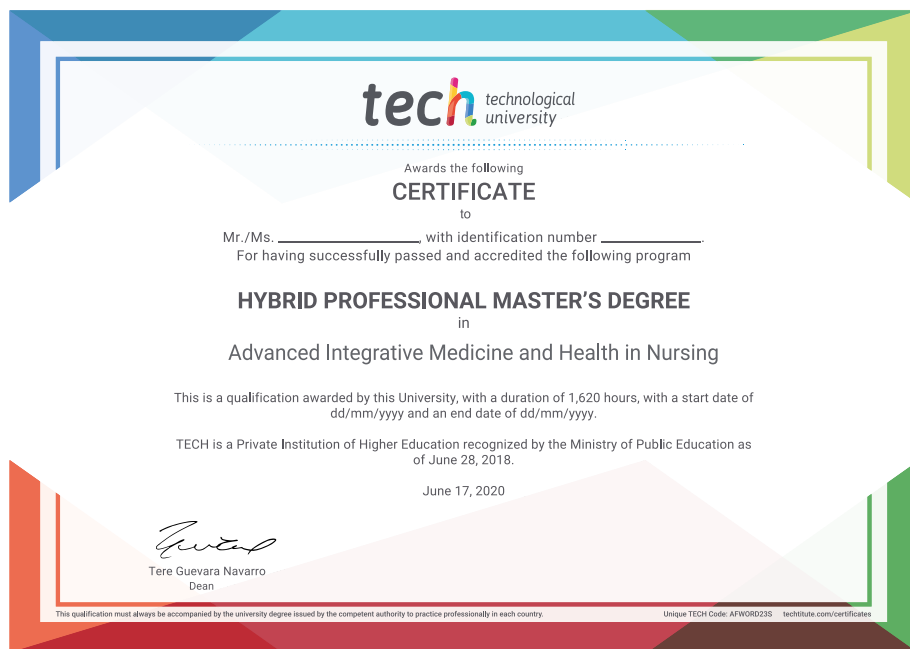 tech technological
university
Awards the following
CERTIFICATE
to
Mr./Ms. ____________, with identification number ____________.
For having successfully passed and accredited the following program
HYBRID PROFESSIONAL MASTER'S DEGREE
in
Advanced Integrative Medicine and Health in Nursing
This is a qualification awarded by this University, with a duration of 1,620 hours, with a start date of
dd/mm/yyyy and an end date of dd/mm/yyyy.
TECH is a Private Institution of Higher Education recognized by the Ministry of Public Education as
of June 28, 2018.
June 17, 2020
Tere Guevara Navarro
Dean
This qualification must always be accompanied by the university degree issued by the competent authority to practice professionally in each country. Unique TECH Code: AFWORD23S techtitute.com/certificates